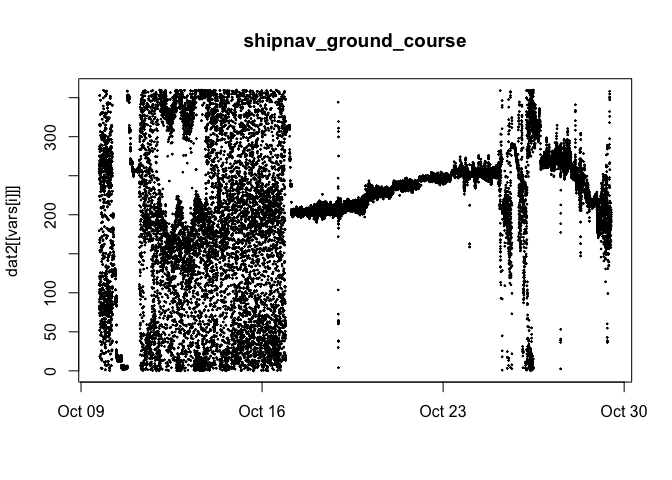 shipnav_ground_course
dat2[[vars[i]]]
300
200
100
50
0
Oct 09
Oct 16
Oct 23
Oct 30